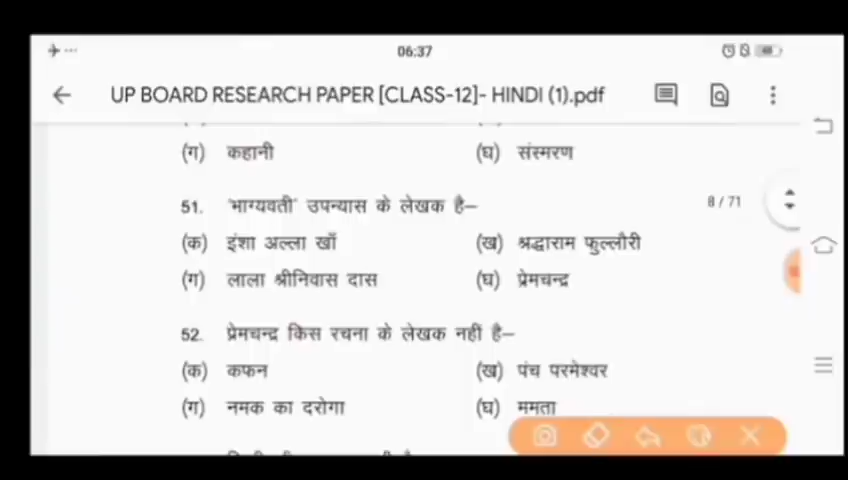 06:37
UP BOARD RESEARCH PAPER [CLASS-12]- HINDI (1).pdf
(ग) कहानी (घ) संस्मरण
51. 'भाग्यवती' उपन्यास के लेखक है–
8/71
(क) इंशा अल्ला खाँ (ख) श्रद्धाराम फुल्लौरी
(ग) लाला श्रीनिवास दास (घ) प्रेमचन्द्र
52. प्रेमचन्द्र किस रचना के लेखक नहीं है–
(क) कफन (ख) पंच परमेश्वर
(ग) नमक का दरोगा (घ) ममता